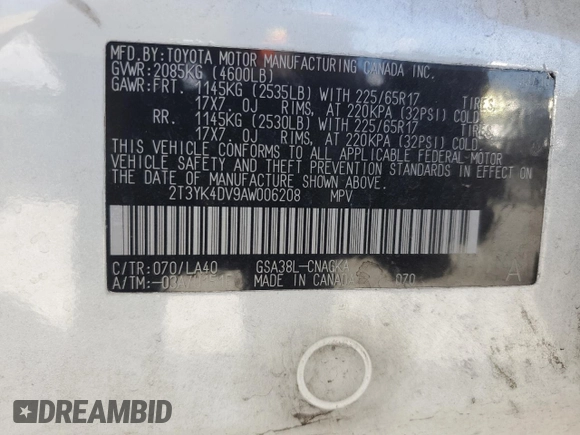 MFD.BY:TOYOTA MOTOR MANUFACTURING CANADA INC.
GVWR:2085KG (4600LB)
GAWR:FRT. 1145KG (2535LB) WITH 225/65R17 TIRES,
17X7.0J RIMS, AT 220KPA (32PSI) COLD.
RR. 1145KG (2530LB) WITH 225/65R17 TIRES,
17X7.0J RIMS, AT 220KPA (32PSI) COLD.
THIS VEHICLE CONFORMS TO ALL APPLICABLE FEDERAL MOTOR
VEHICLE SAFETY AND THEFT PREVENTION STANDARDS IN EFFECT ON
THE DATE OF MANUFACTURE SHOWN ABOVE.
2T3YK4DV9AW006208 MPV
C/TR:070/LA40 GSA38L-CNAGKA
A/TM: MADE IN CANADA 070 A
DREAMBID